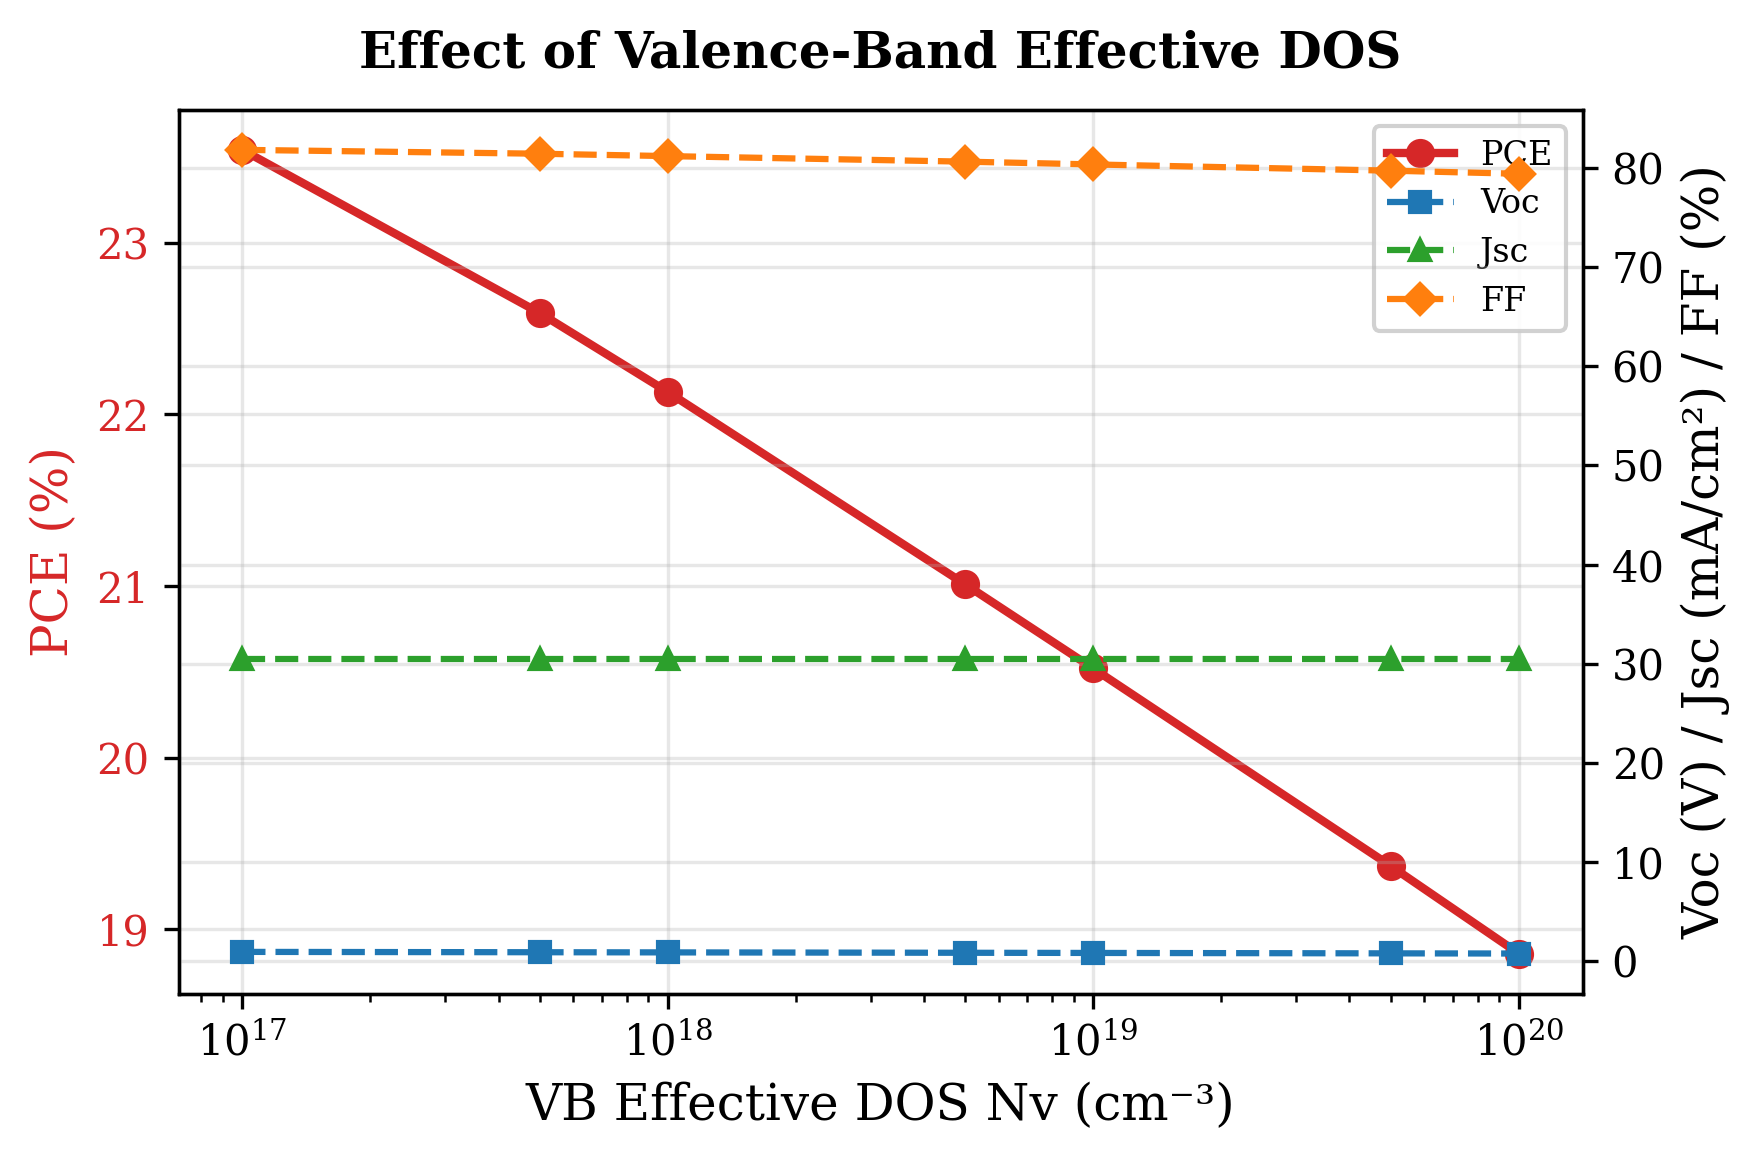 Effect of Valence-Band Effective DOS
PCE (%)
23
22
21
20
19
PCE
Voc
Jsc
FF
80
70
60
50
40
30
20
10
0
Voc (V) / Jsc (mA/cm²) / FF (%)
10¹⁷ 10¹⁸ 10¹⁹ 10²⁰
VB Effective DOS Nv (cm⁻³)